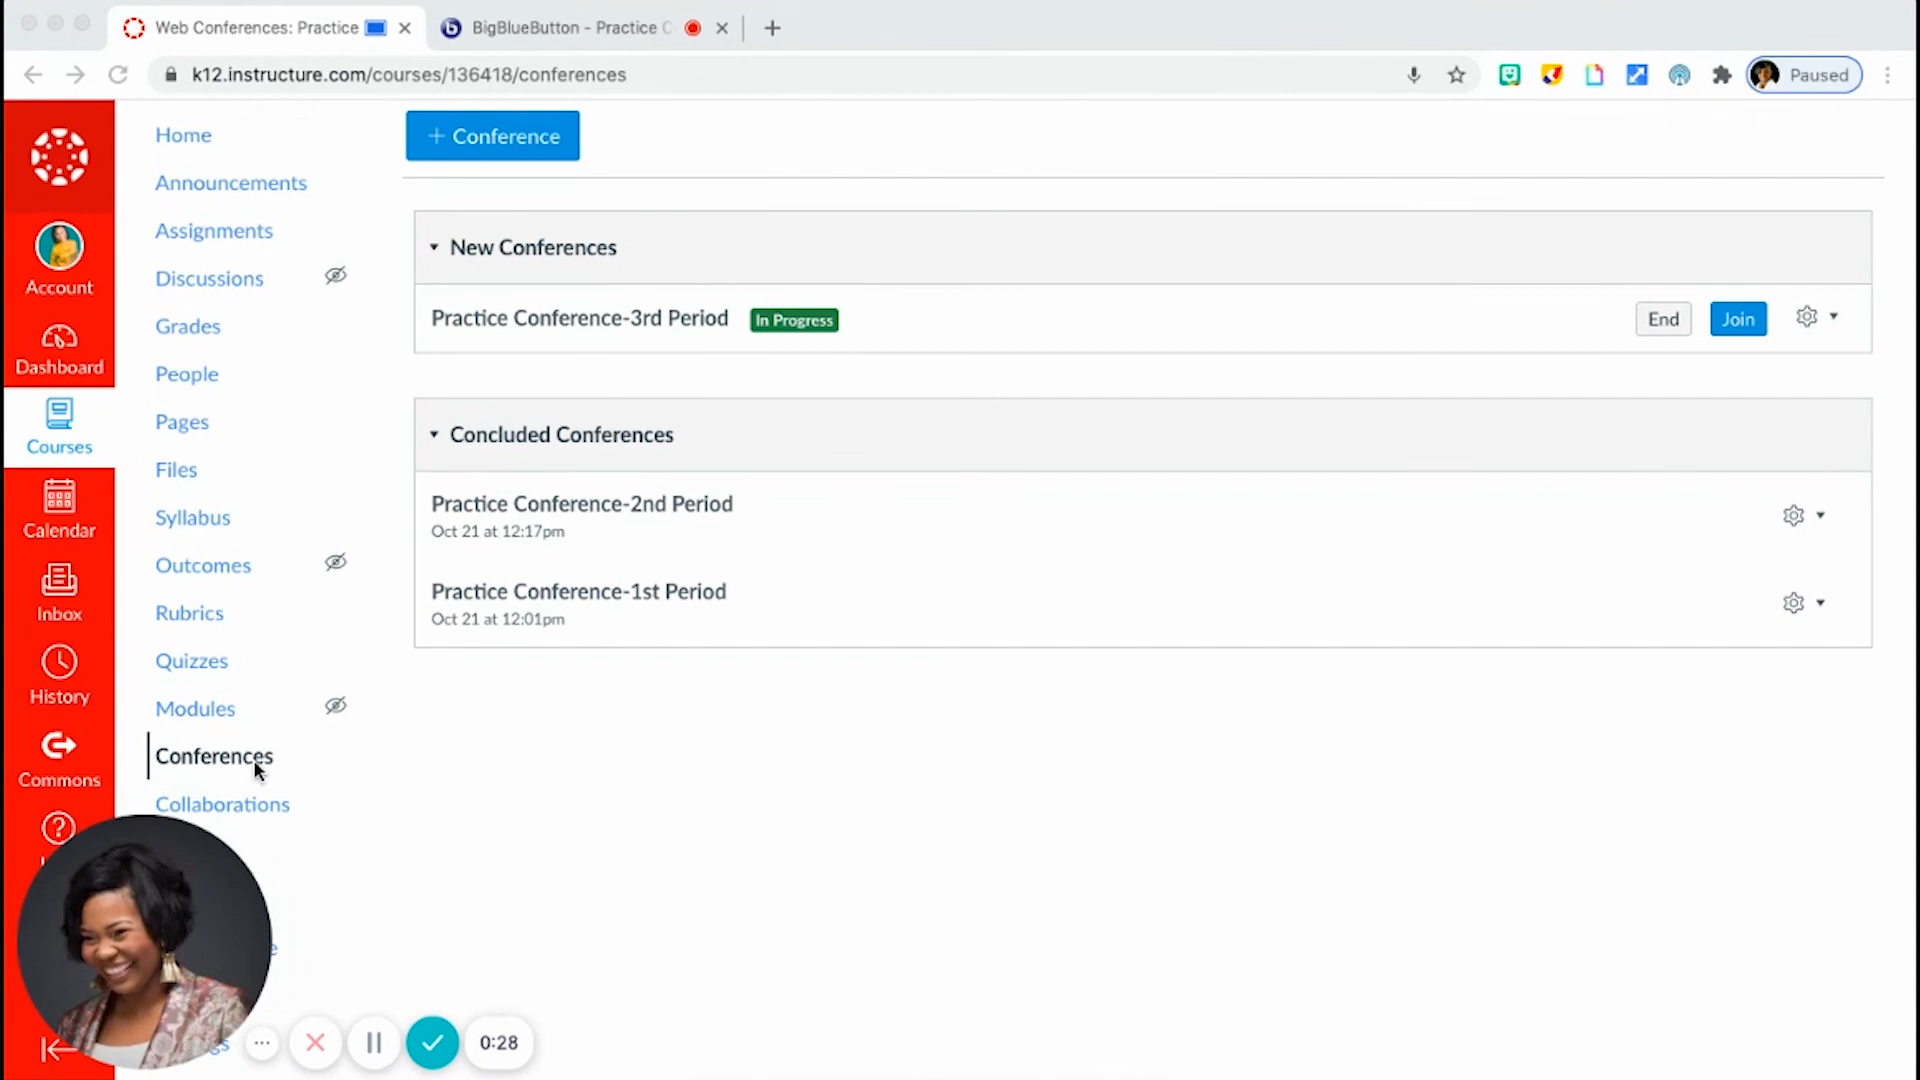 Web Conferences: Practice
BigBlueButton - Practice C
k12.instructure.com/courses/136418/conferences
Paused
Account
Dashboard
Courses
Calendar
Inbox
History
Commons
Home
Announcements
Assignments
Discussions
Grades
People
Pages
Files
Syllabus
Outcomes
Rubrics
Quizzes
Modules
Conferences
Collaborations
+ Conference
New Conferences
Practice Conference-3rd Period In Progress
End Join
Concluded Conferences
Practice Conference-2nd Period
Oct 21 at 12:17pm
Practice Conference-1st Period
Oct 21 at 12:01pm
0:28